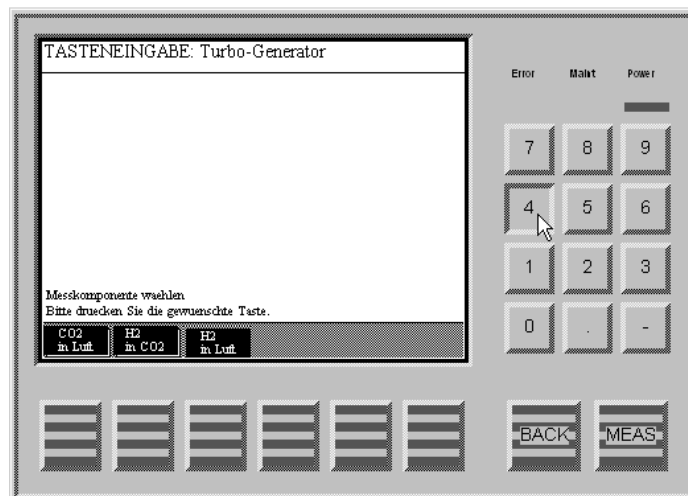 TASTENEINGABE: Turbo-Generator
Error Maint Power
7 8 9
4 5 6
1 2 3
0 . -
Messkomponente waehlen
Bitte druecken Sie die gewuenschte Taste.
CO2 H2 H2
in Luft in CO2 in Luft
BACK MEAS